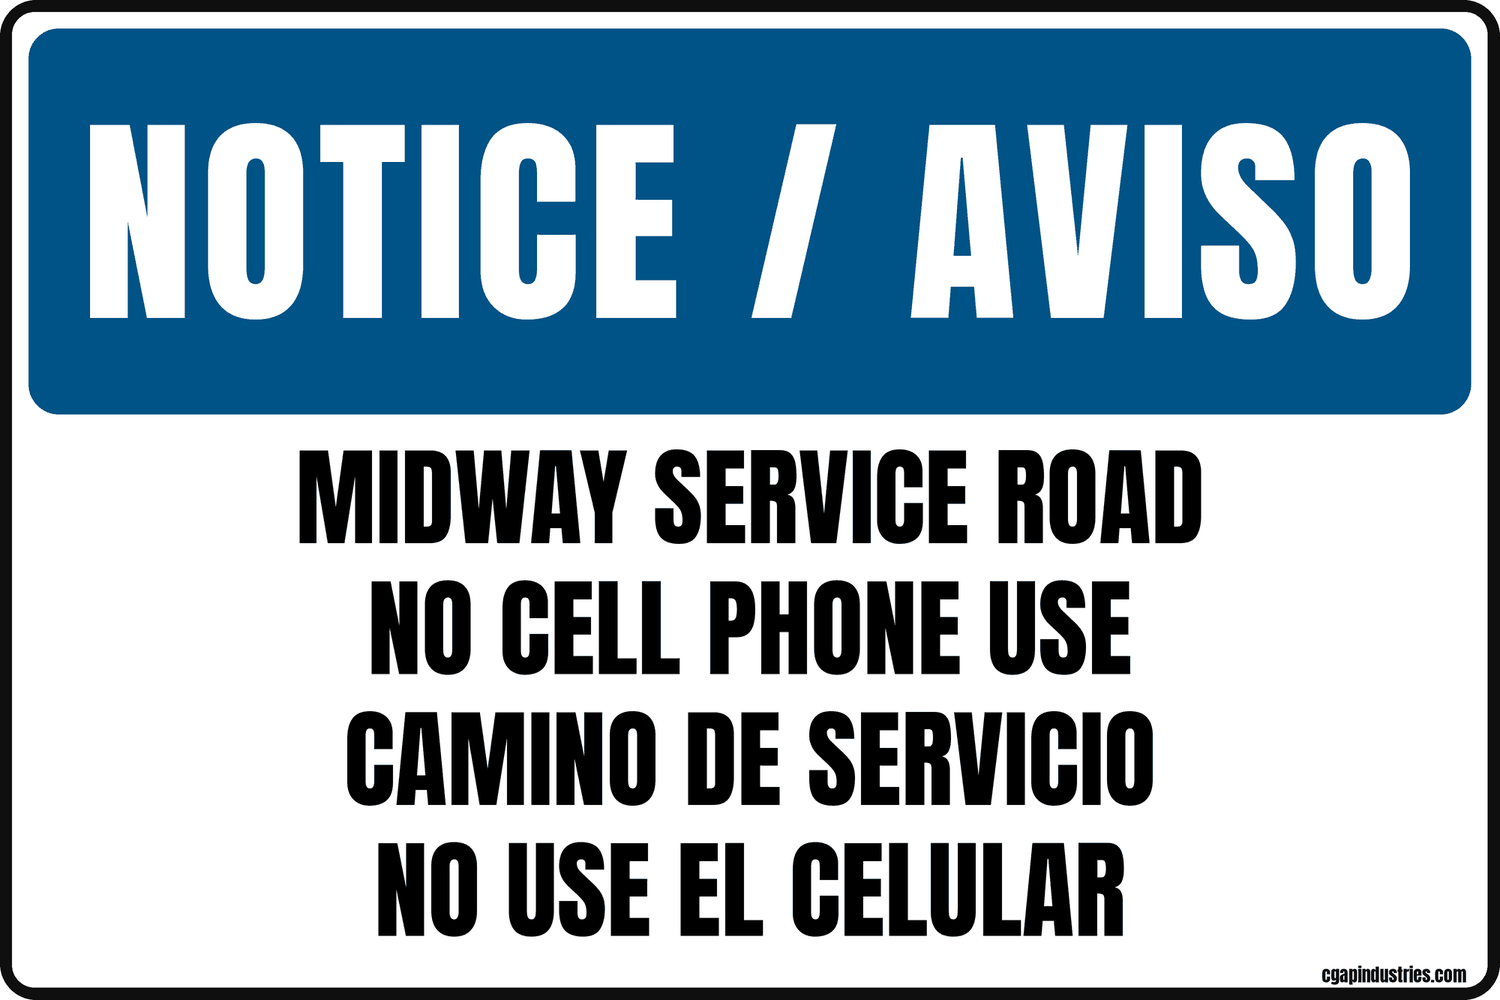 NOTICE / AVISO
MIDWAY SERVICE ROAD
NO CELL PHONE USE
CAMINO DE SERVICIO
NO USE EL CELULAR
cgapindustries.com